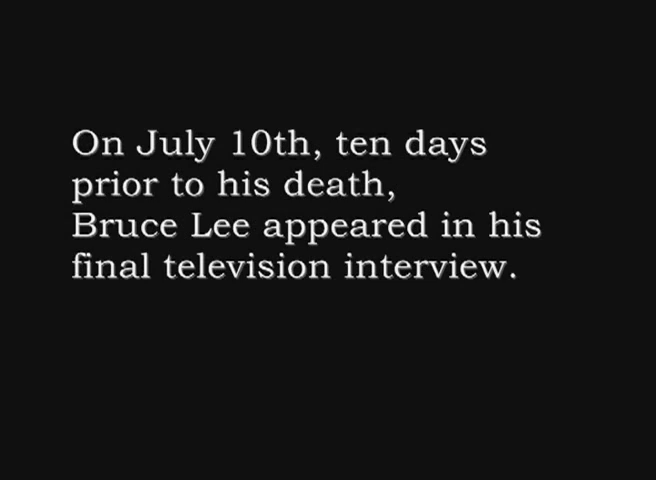 On July 10th, ten days
prior to his death,
Bruce Lee appeared in his
final television interview.